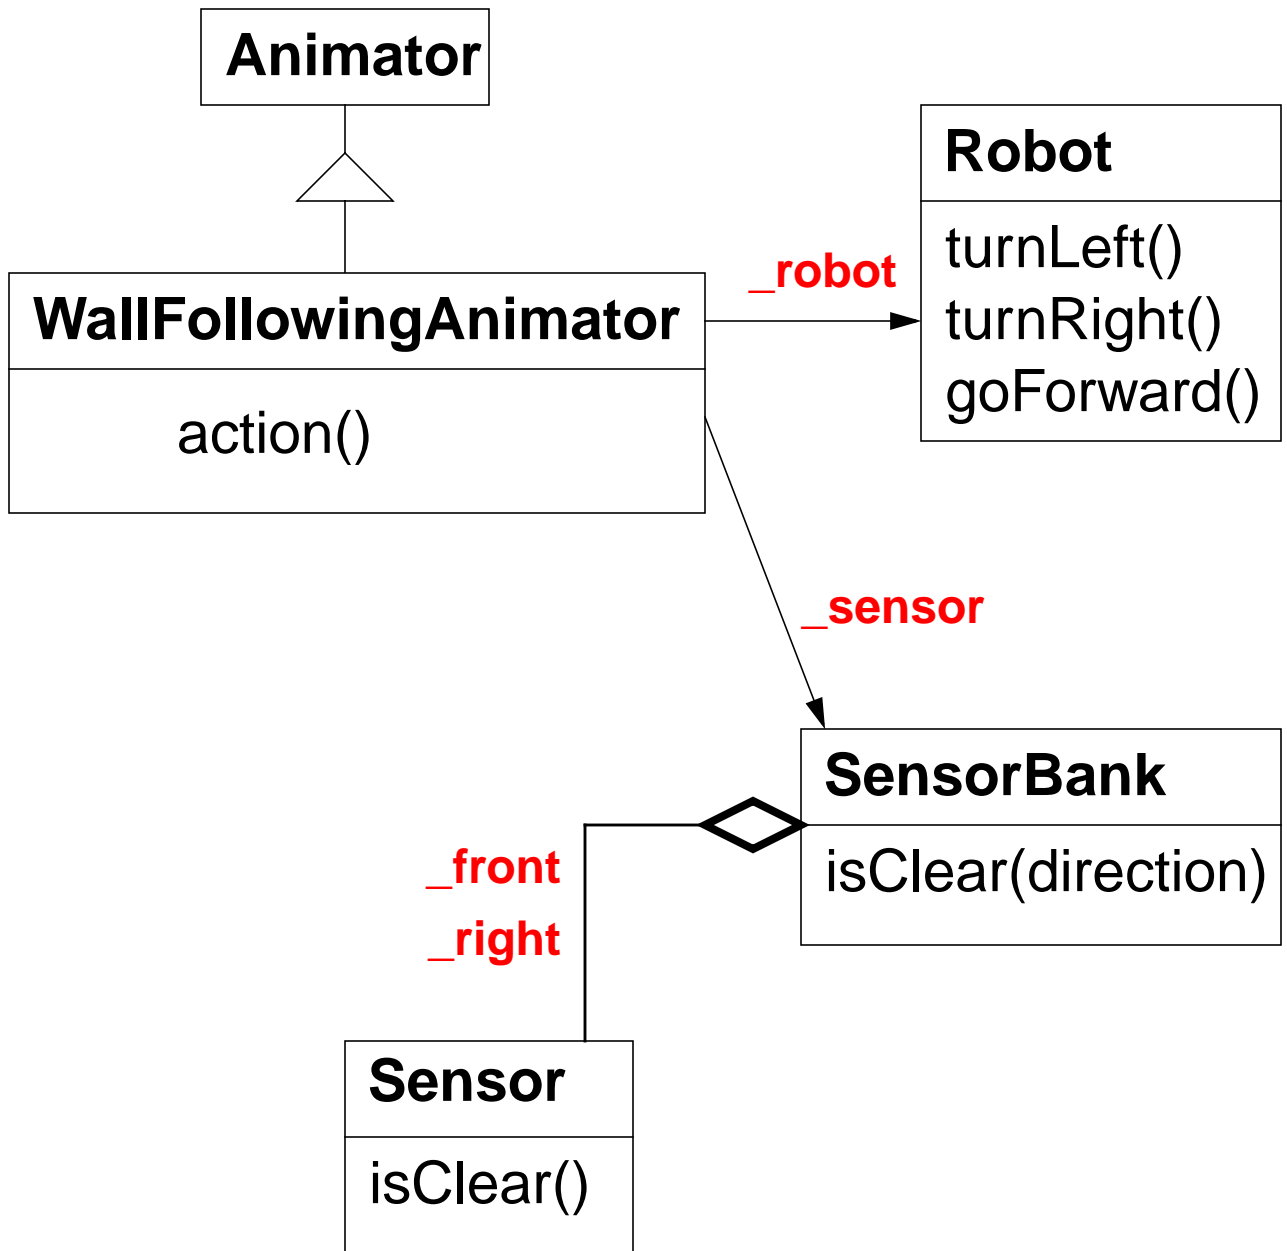 Animator
Robot
turnLeft()
turnRight()
goForward()
_robot
WallFollowingAnimator
action()
_sensor
SensorBank
isClear(direction)
_front
_right
Sensor
isClear()